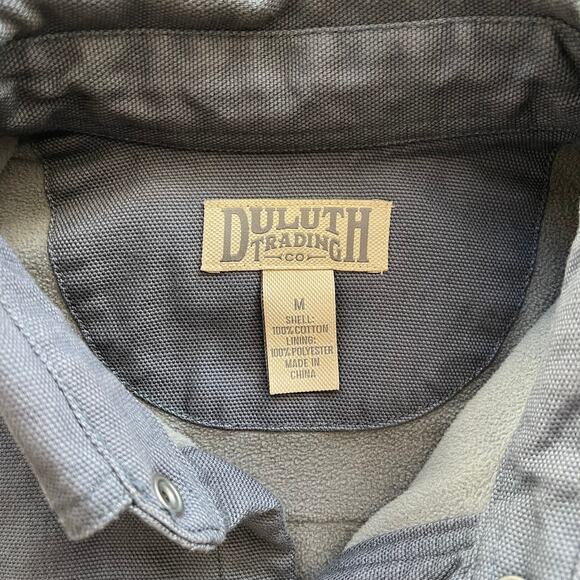 DULUTH
TRADING
CO
M
SHELL:
100% COTTON
LINING:
100% POLYESTER
MADE IN
CHINA